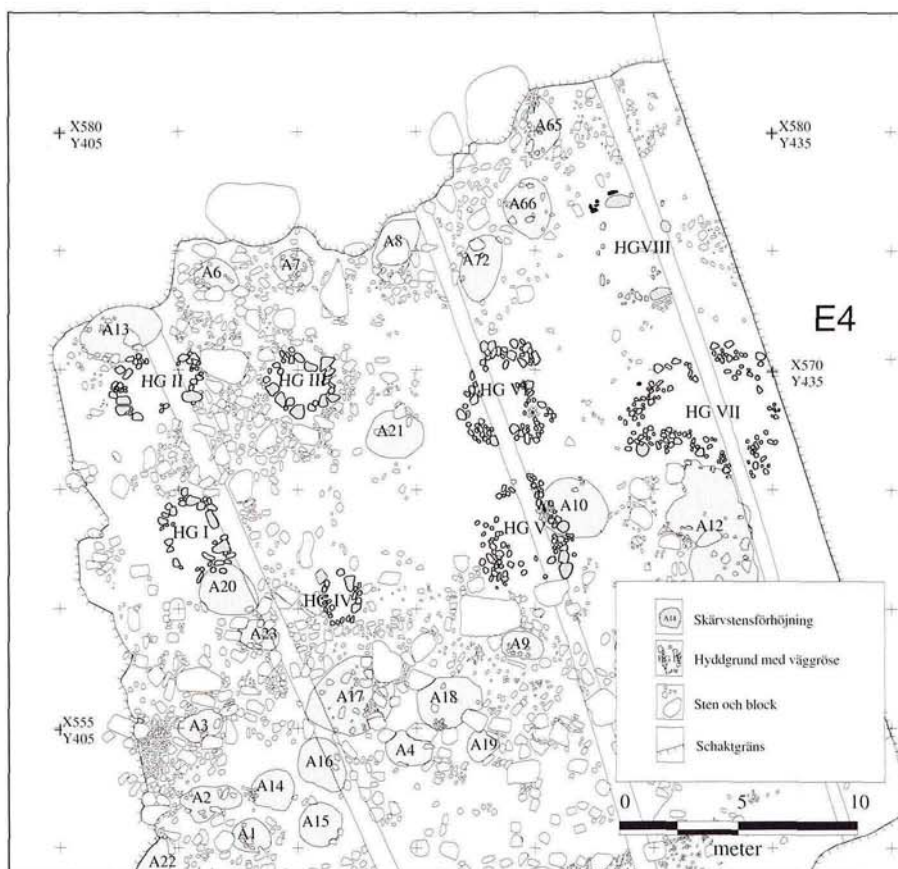 X580
Y405
X580
Y435
A65
A66
A8
A7
A6
A72
HGVIII
E4
A13
X570
Y435
HG II
HG III
HG VI
HG VII
A21
A10
A12
HG I
HG V
A20
HG IV
A23
A9
A17
A18
X555
Y405
A3
A4
A19
A16
A14
A2
A15
A1
A22
A14
Skärvstensförhöjning
Hyddgrund med väggröse
Sten och block
Schaktgräns
0 5 10
meter